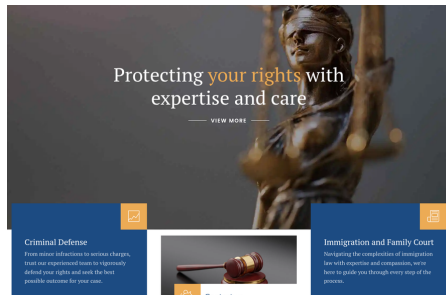 Protecting your rights with
expertise and care
VIEW MORE
Criminal Defense
From minor infractions to serious charges,
trust our experienced team to vigorously
defend your rights and seek the best
possible outcome for your case.
Immigration and Family Court
Navigating the complexities of immigration
law with expertise and compassion, we're
here to guide you through every step of the
process.